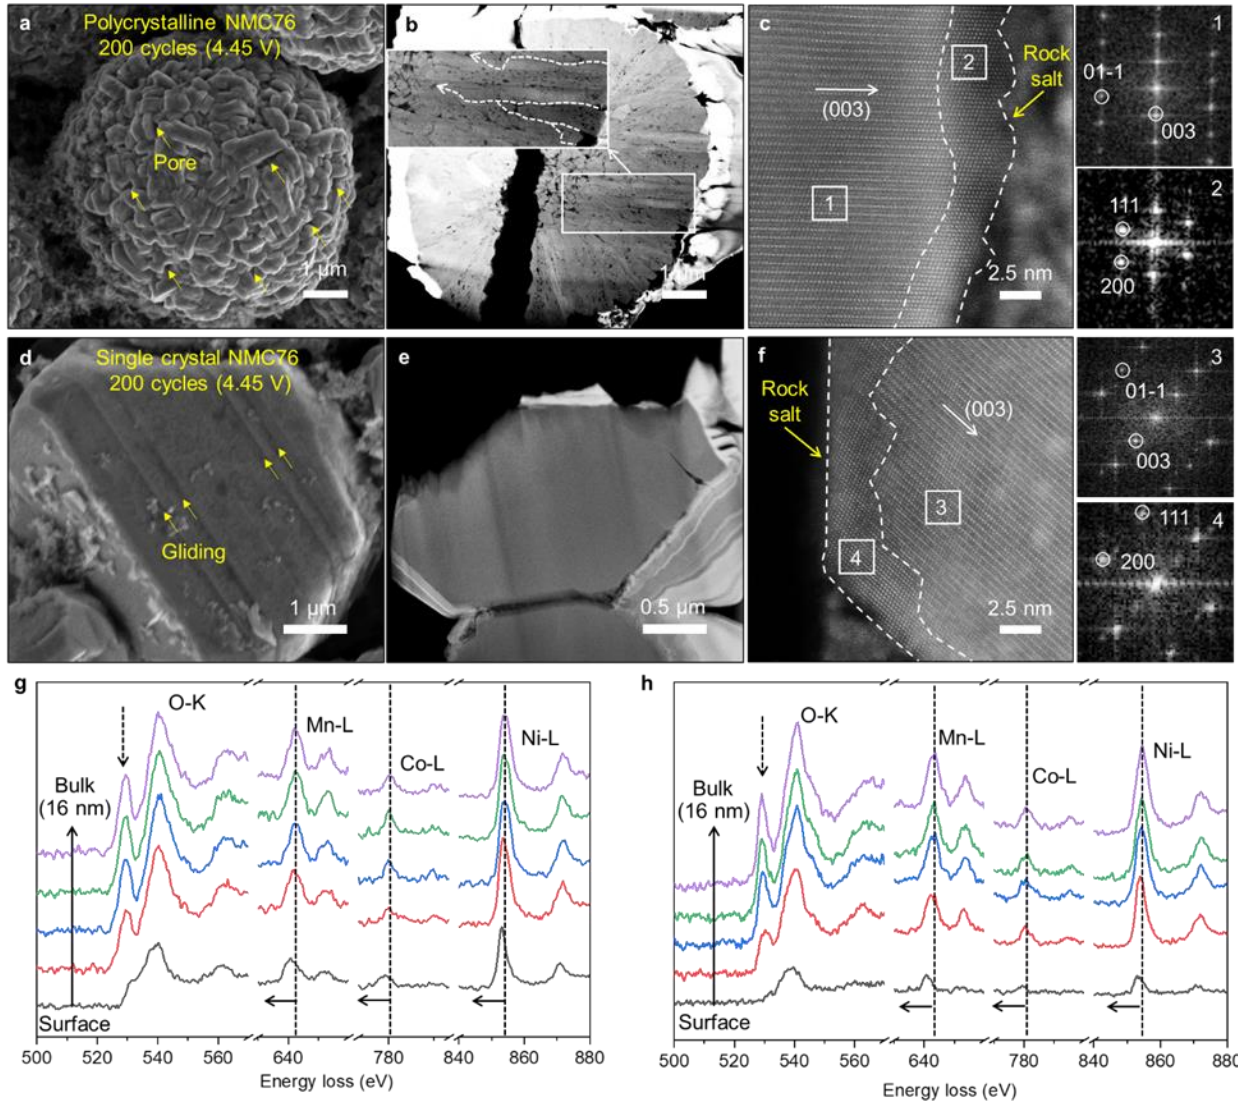 a
Polycrystalline NMC76
200 cycles (4.45 V)
Pore
1 μm
b
1 μm
c
(003)
2
1
Rock
salt
2.5 nm
1
01-1
003
2
111
200
d
Single crystal NMC76
200 cycles (4.45 V)
Gliding
1 μm
e
0.5 μm
f
Rock
salt
(003)
3
4
2.5 nm
3
01-1
003
4
111
200
g
O-K
Mn-L
Co-L
Ni-L
Bulk
(16 nm)
Surface
500 520 540 560 640 780 840 860 880
Energy loss (eV)
h
O-K
Mn-L
Co-L
Ni-L
Bulk
(16 nm)
Surface
500 520 540 560 640 780 840 860 880
Energy loss (eV)